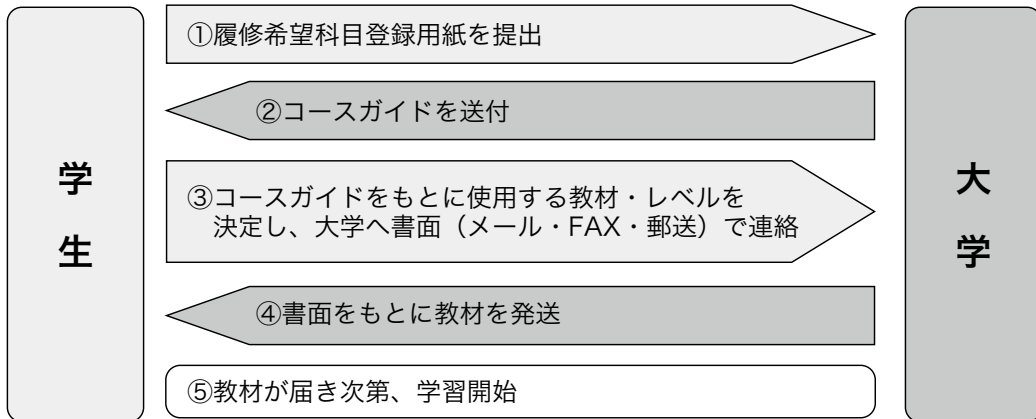 学生
①履修希望科目登録用紙を提出
②コースガイドを送付
③コースガイドをもとに使用する教材・レベルを
決定し、大学へ書面（メール・FAX・郵送）で連絡
④書面をもとに教材を発送
⑤教材が届き次第、学習開始
大学